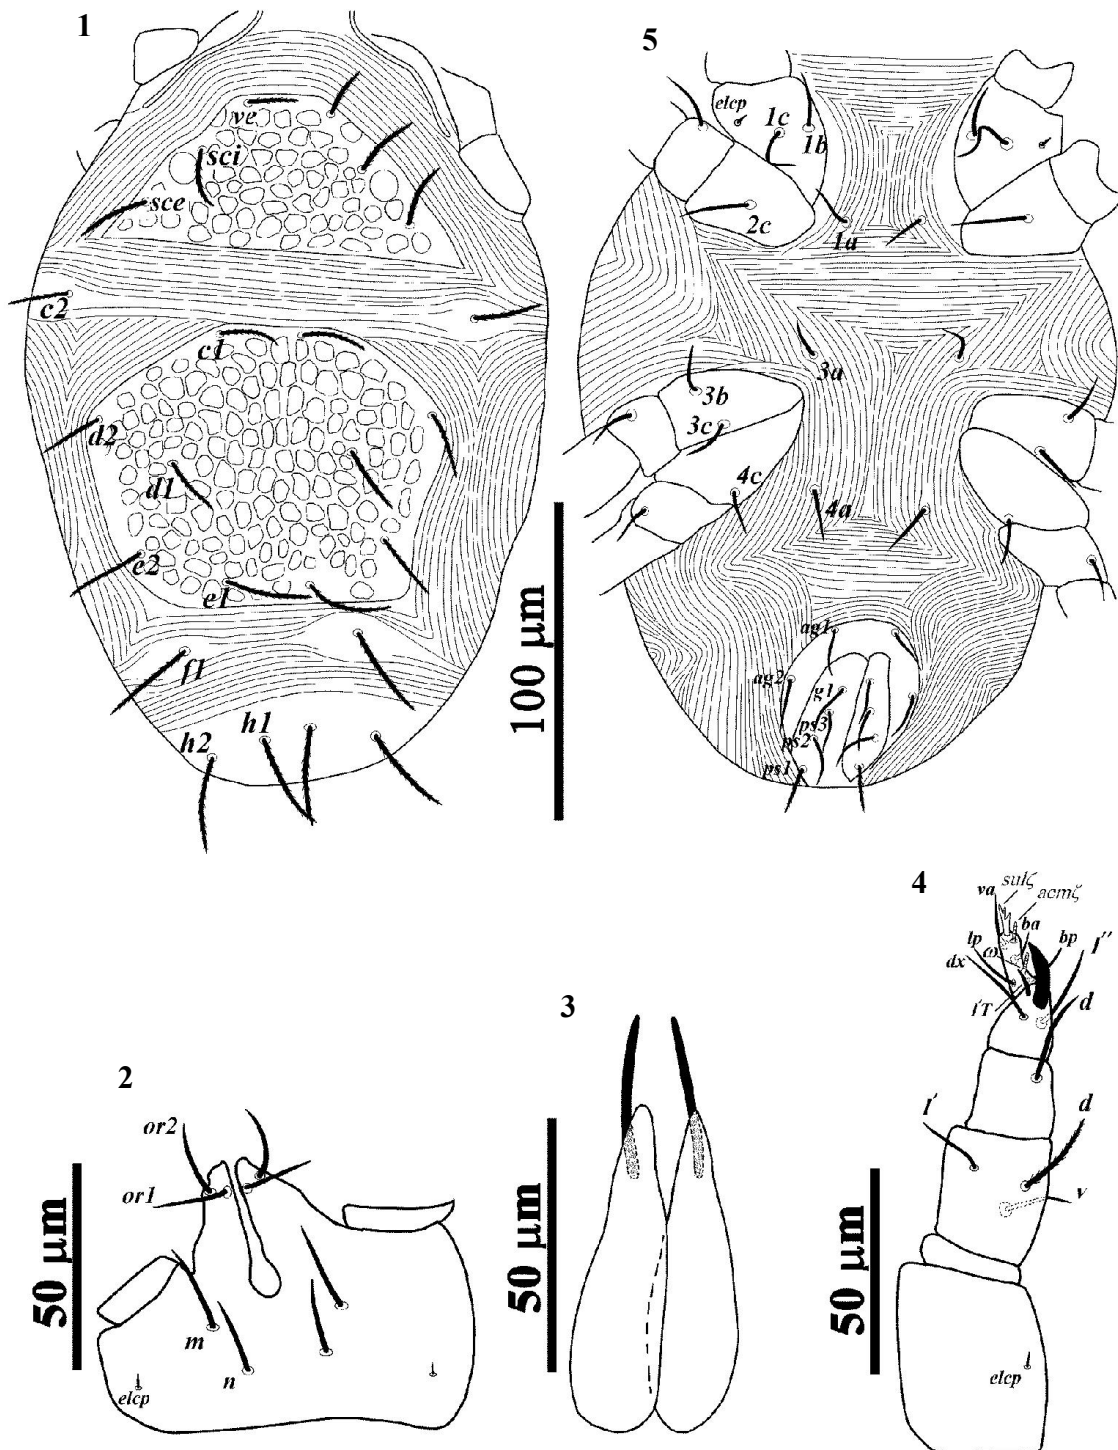 1
ve
sci
sce
c2
c1
d2
d1
e2
e1
f1
h1
h2
100 µm
5
elcp
1c
1b
2c
1a
3a
3b
3c
4c
4a
ag1
ag2
g1
ps3
ps2
ps1
2
or2
or1
m
n
elcp
50 µm
3
50 µm
4
va
sulζ
acmζ
lp
ω
ba
bp
l''
dx
l'T
d
l'
d
v
elcp
50 µm